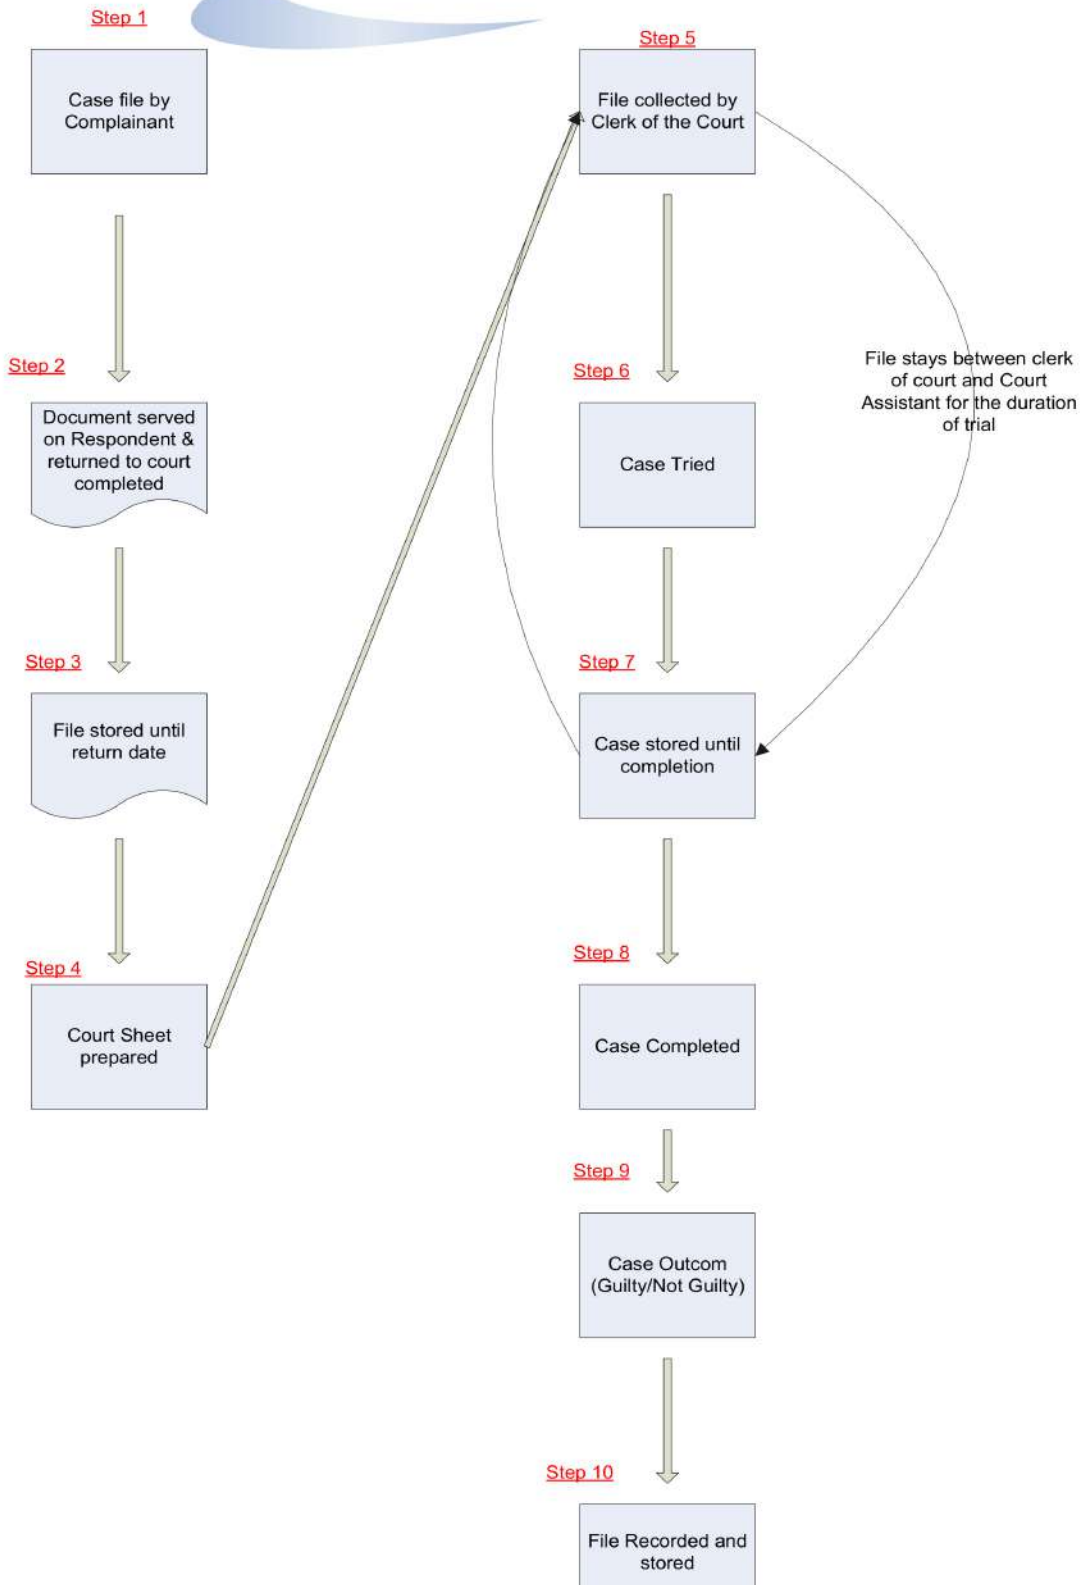 Step 1
Case file by
Complainant
Step 2
Document served
on Respondent &
returned to court
completed
Step 3
File stored until
return date
Step 4
Court Sheet
prepared
Step 5
File collected by
Clerk of the Court
Step 6
Case Tried
File stays between clerk
of court and Court
Assistant for the duration
of trial
Step 7
Case stored until
completion
Step 8
Case Completed
Step 9
Case Outcom
(Guilty/Not Guilty)
Step 10
File Recorded and
stored